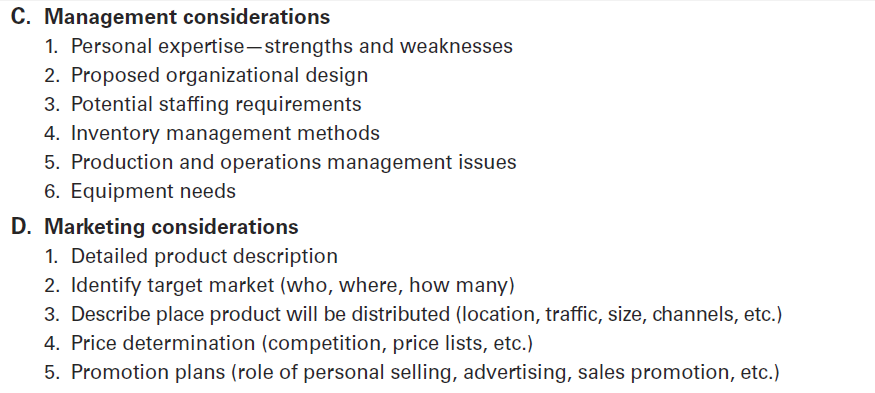 C. Management considerations
1. Personal expertise—strengths and weaknesses
2. Proposed organizational design
3. Potential staffing requirements
4. Inventory management methods
5. Production and operations management issues
6. Equipment needs
D. Marketing considerations
1. Detailed product description
2. Identify target market (who, where, how many)
3. Describe place product will be distributed (location, traffic, size, channels, etc.)
4. Price determination (competition, price lists, etc.)
5. Promotion plans (role of personal selling, advertising, sales promotion, etc.)